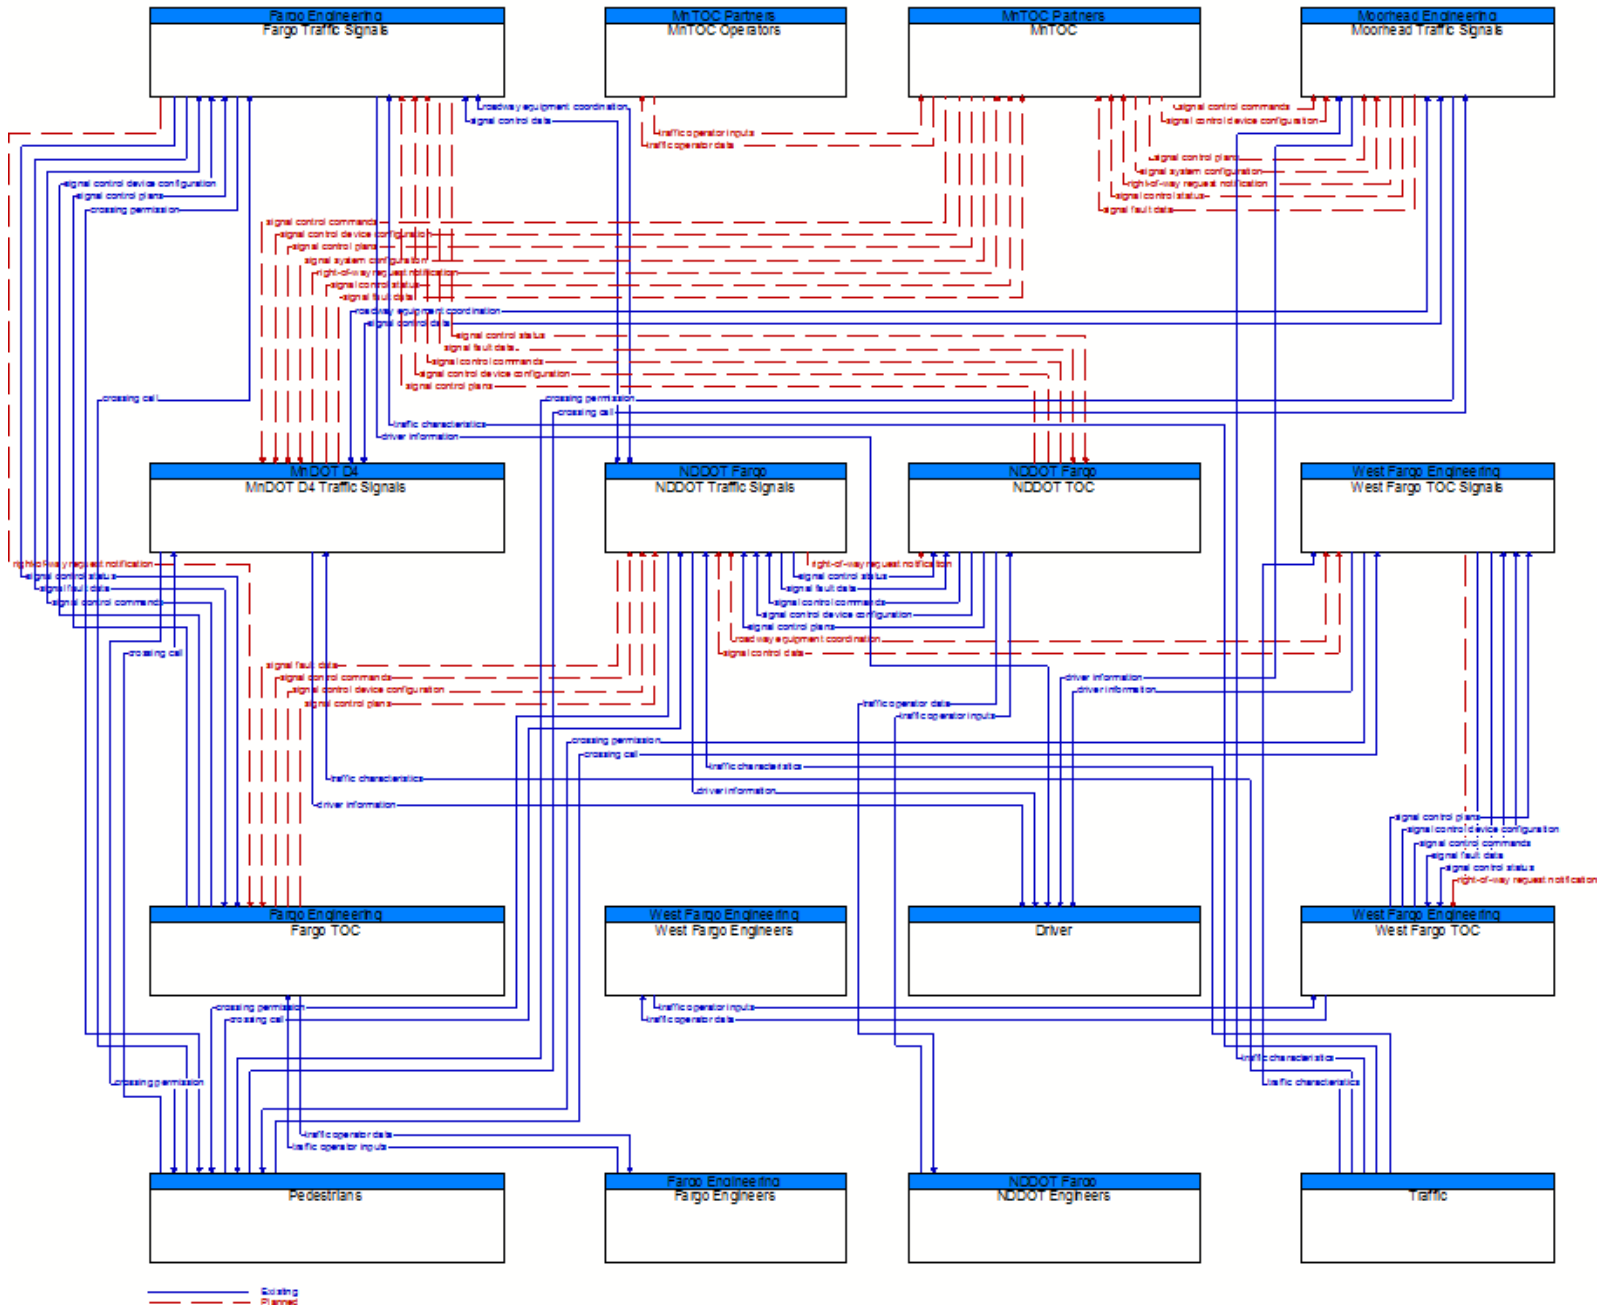 Fargo Engineering
Fargo Traffic Signals
MnTOC Partners
MnTOC Operators
MnTOC Partners
MnTOC
Moorhead Engineering
Moorhead Traffic Signals
roadway equipment coordination
signal control data
signal control commands
signal control device configuration
traffic operator inputs
traffic operator data
signal control plans
signal system configuration
right-of-way request notification
signal control status
signal fault data
signal control device configuration
signal control plans
crossing permission
signal control commands
signal control device configuration
signal control plans
signal system configuration
right-of-way request notification
signal control status
signal fault data
roadway equipment coordination
signal control data
signal control status
signal fault data
signal control commands
signal control device configuration
signal control plans
crossing call
crossing permission
crossing call
traffic characteristics
driver information
MnDOT D4
MnDOT D4 Traffic Signals
NDDOT Fargo
NDDOT Traffic Signals
NDDOT Fargo
NDDOT TOC
West Fargo Engineering
West Fargo TOC Signals
right-of-way request notification
signal control status
signal fault data
signal control commands
right-of-way request notification
signal control status
signal fault data
signal control commands
signal control device configuration
signal control plans
roadway equipment coordination
signal control data
crossing call
signal fault data
signal control commands
signal control device configuration
signal control plans
driver information
driver information
traffic operator data
traffic operator inputs
crossing permission
crossing call
traffic characteristics
traffic characteristics
driver information
driver information
signal control plans
signal control device configuration
signal control commands
signal fault data
signal control status
right-of-way request notification
Fargo Engineering
Fargo TOC
West Fargo Engineering
West Fargo Engineers
Driver
West Fargo Engineering
West Fargo TOC
crossing permission
crossing call
traffic operator inputs
traffic operator data
traffic characteristics
crossing permission
traffic characteristics
traffic operator data
traffic operator inputs
Pedestrians
Fargo Engineering
Fargo Engineers
NDDOT Fargo
NDDOT Engineers
Traffic
Existing
Planned